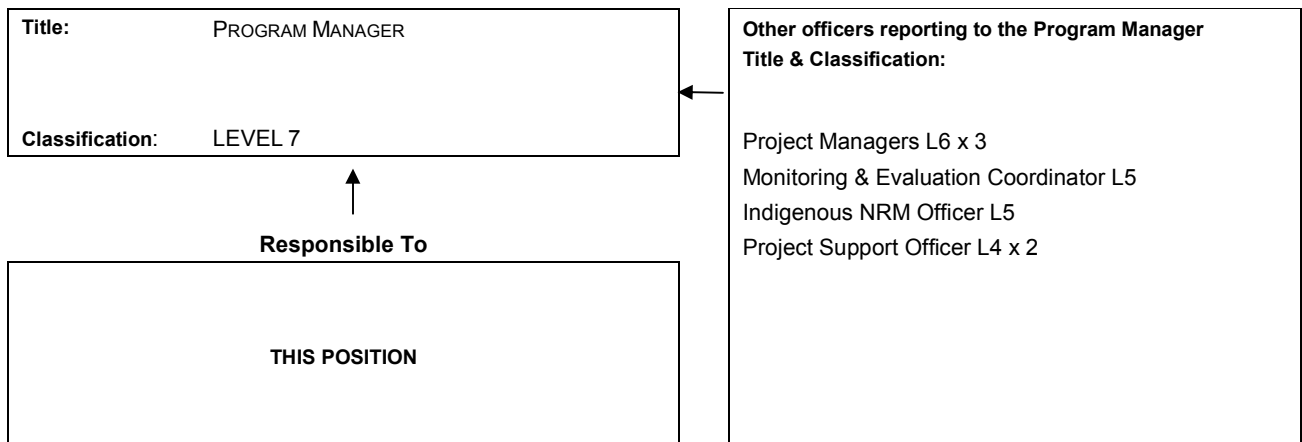 Title: PROGRAM MANAGER
Classification: LEVEL 7
Responsible To
THIS POSITION
Other officers reporting to the Program Manager
Title & Classification:
Project Managers L6 x 3
Monitoring & Evaluation Coordinator L5
Indigenous NRM Officer L5
Project Support Officer L4 x 2